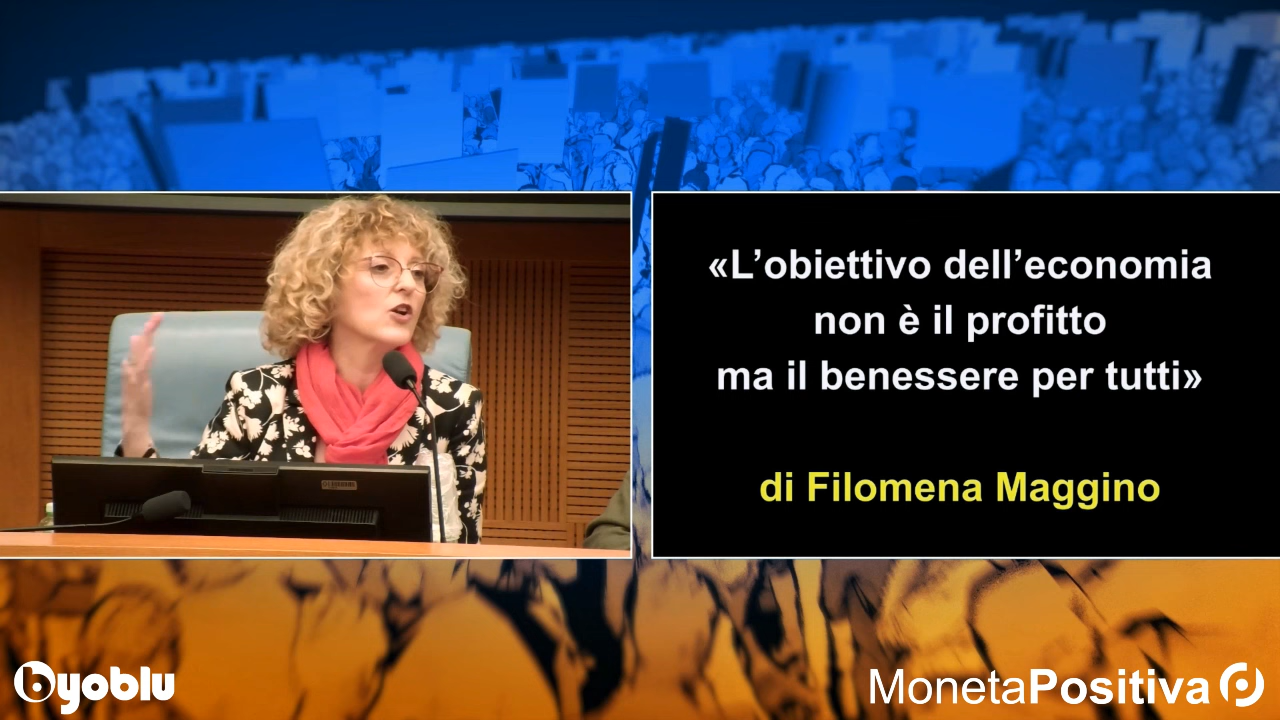 «L'obiettivo dell'economia
non è il profitto
ma il benessere per tutti»
di Filomena Maggino
byoblu
MonetaPositiva